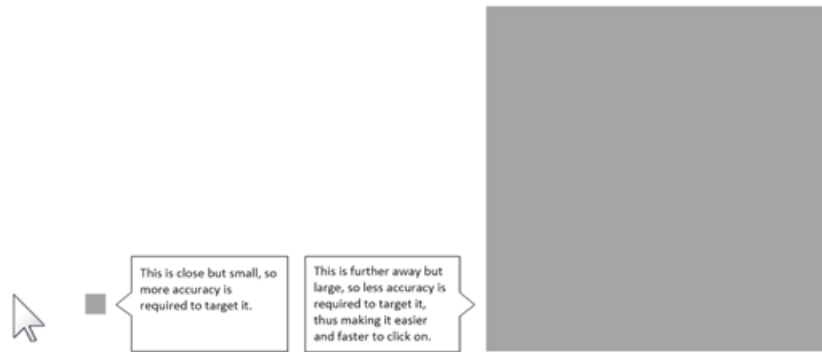 This is close but small, so
more accuracy is
required to target it.
This is further away but
large, so less accuracy is
required to target it,
thus making it easier
and faster to click on.